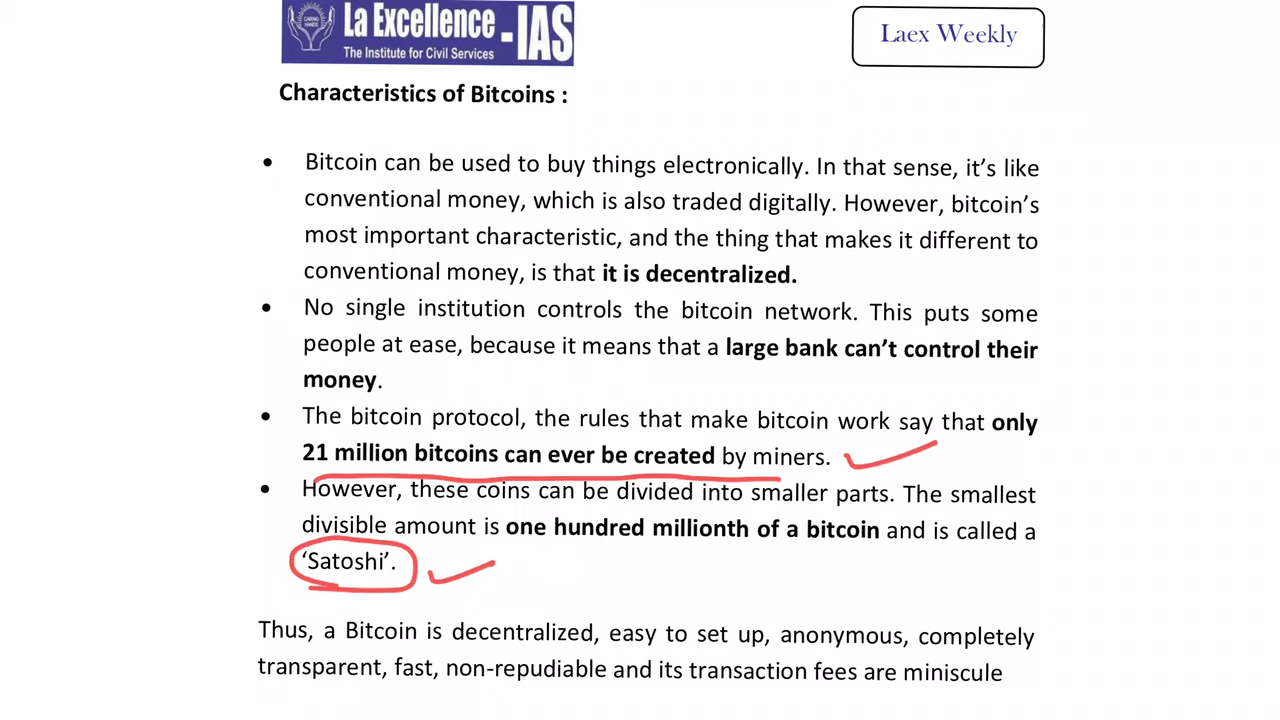 CARING HANDS
La Excellence -IAS
The Institute for Civil Services
Laex Weekly
Characteristics of Bitcoins :
• Bitcoin can be used to buy things electronically. In that sense, it's like
conventional money, which is also traded digitally. However, bitcoin's
most important characteristic, and the thing that makes it different to
conventional money, is that it is decentralized.
• No single institution controls the bitcoin network. This puts some
people at ease, because it means that a large bank can't control their
money.
• The bitcoin protocol, the rules that make bitcoin work say that only
21 million bitcoins can ever be created by miners.
• However, these coins can be divided into smaller parts. The smallest
divisible amount is one hundred millionth of a bitcoin and is called a
‘Satoshi’.
Thus, a Bitcoin is decentralized, easy to set up, anonymous, completely
transparent, fast, non-repudiable and its transaction fees are miniscule